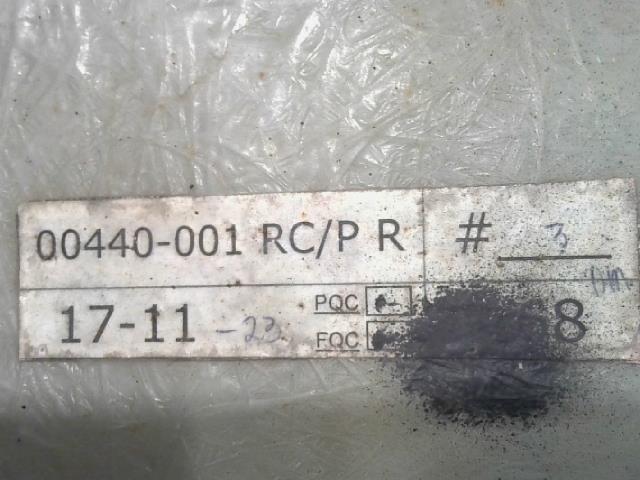 00440-001 RC/P R # 3
17-11 -23 PQC 8
FQC